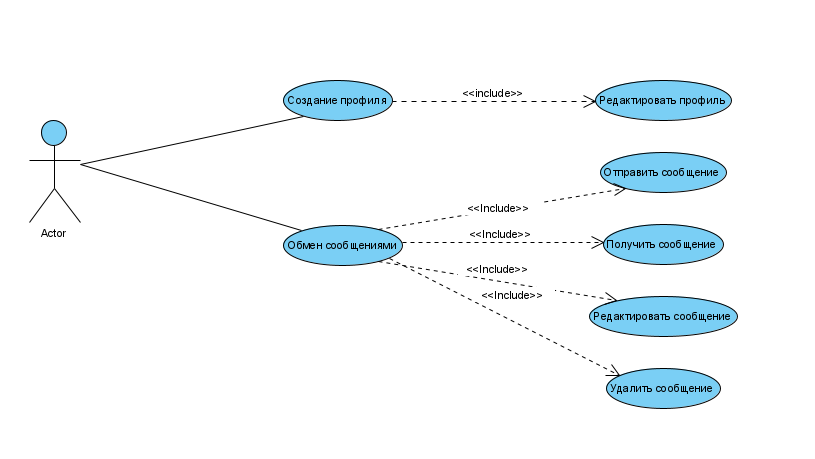 <<include>>
Создание профиля
Редактировать профиль
Отправить сообщение
<<Include>>
Actor
<<Include>>
Обмен сообщениями
Получить сообщение
<<Include>>
<<Include>>
Редактировать сообщение
Удалить сообщение